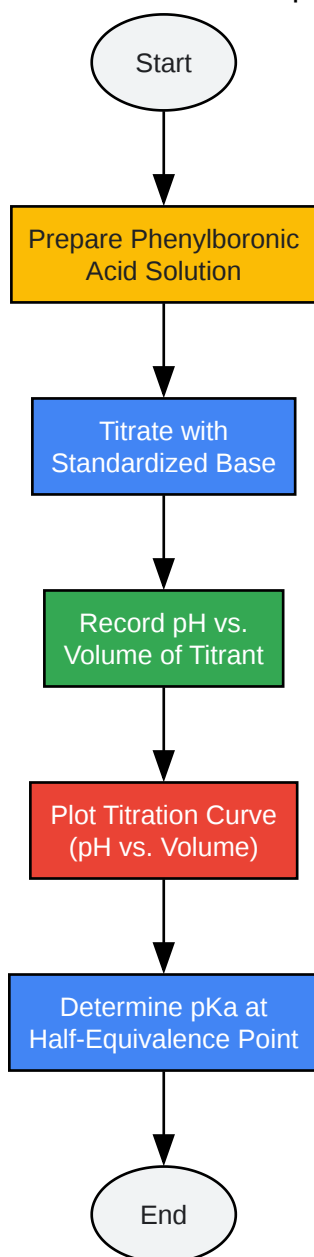 Start
Prepare Phenylboronic
Acid Solution
Titrate with
Standardized Base
Record pH vs.
Volume of Titrant
Plot Titration Curve
(pH vs. Volume)
Determine pKa at
Half-Equivalence Point
End